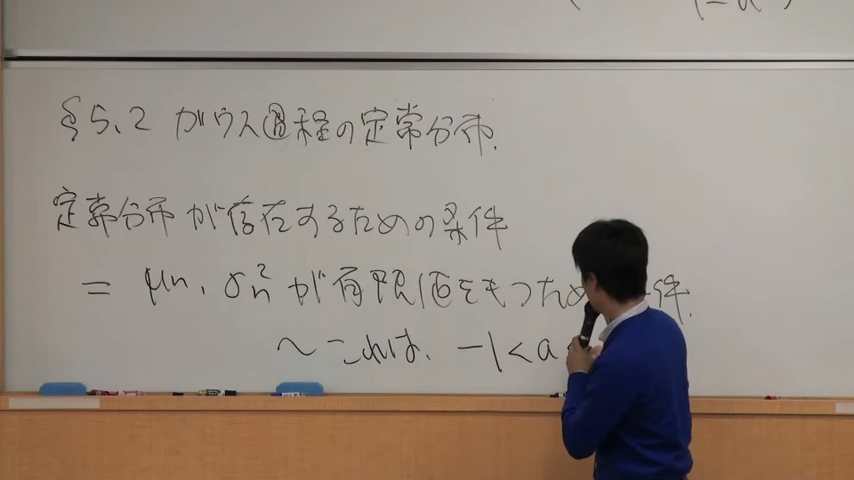 §5.2 ガウス過程の定常分布.
定常分布が存在するための条件
= μn, σn² が有限値をもつため 件.
~これは、 -1<a